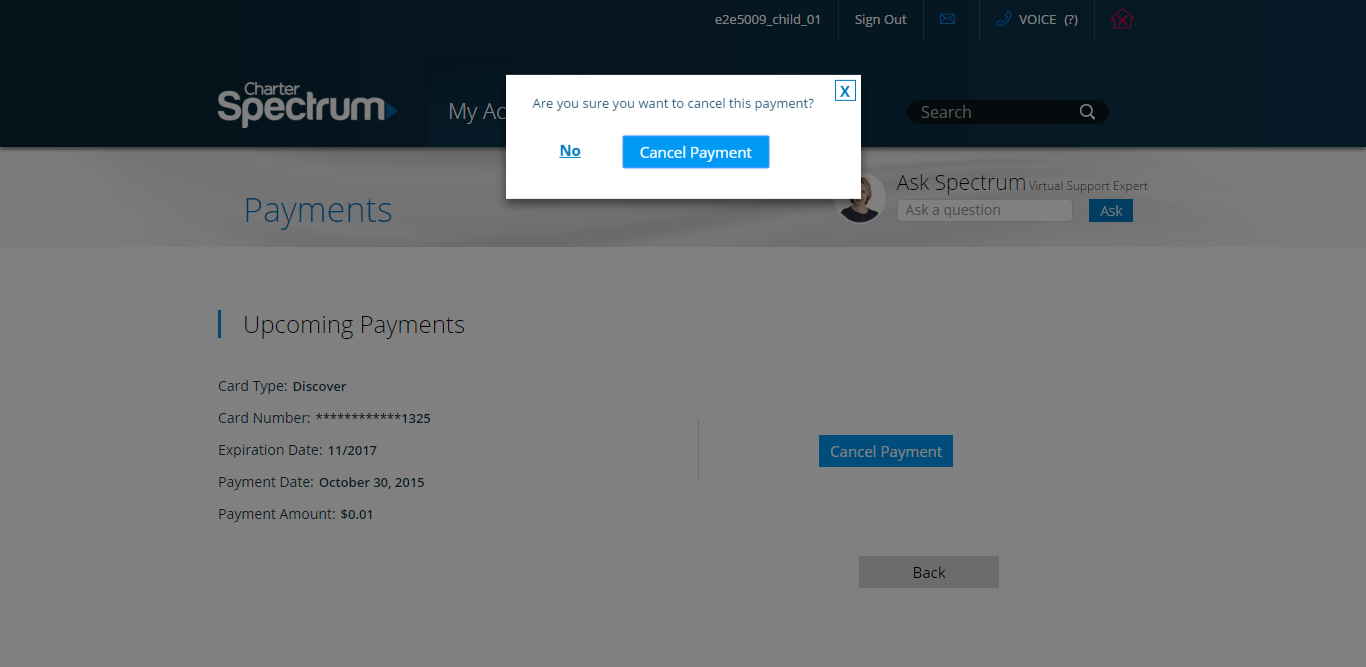 e2e5009_child_01 Sign Out VOICE (?)
Charter
Spectrum
My Ac
Search
X
Are you sure you want to cancel this payment?
No Cancel Payment
Payments
Ask Spectrum Virtual Support Expert
Ask a question Ask
Upcoming Payments
Card Type: Discover
Card Number: ************1325
Expiration Date: 11/2017
Payment Date: October 30, 2015
Payment Amount: $0.01
Cancel Payment
Back